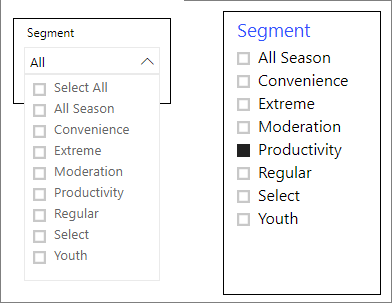 Segment
All
Select All
All Season
Convenience
Extreme
Moderation
Productivity
Regular
Select
Youth
Segment
All Season
Convenience
Extreme
Moderation
Productivity
Regular
Select
Youth